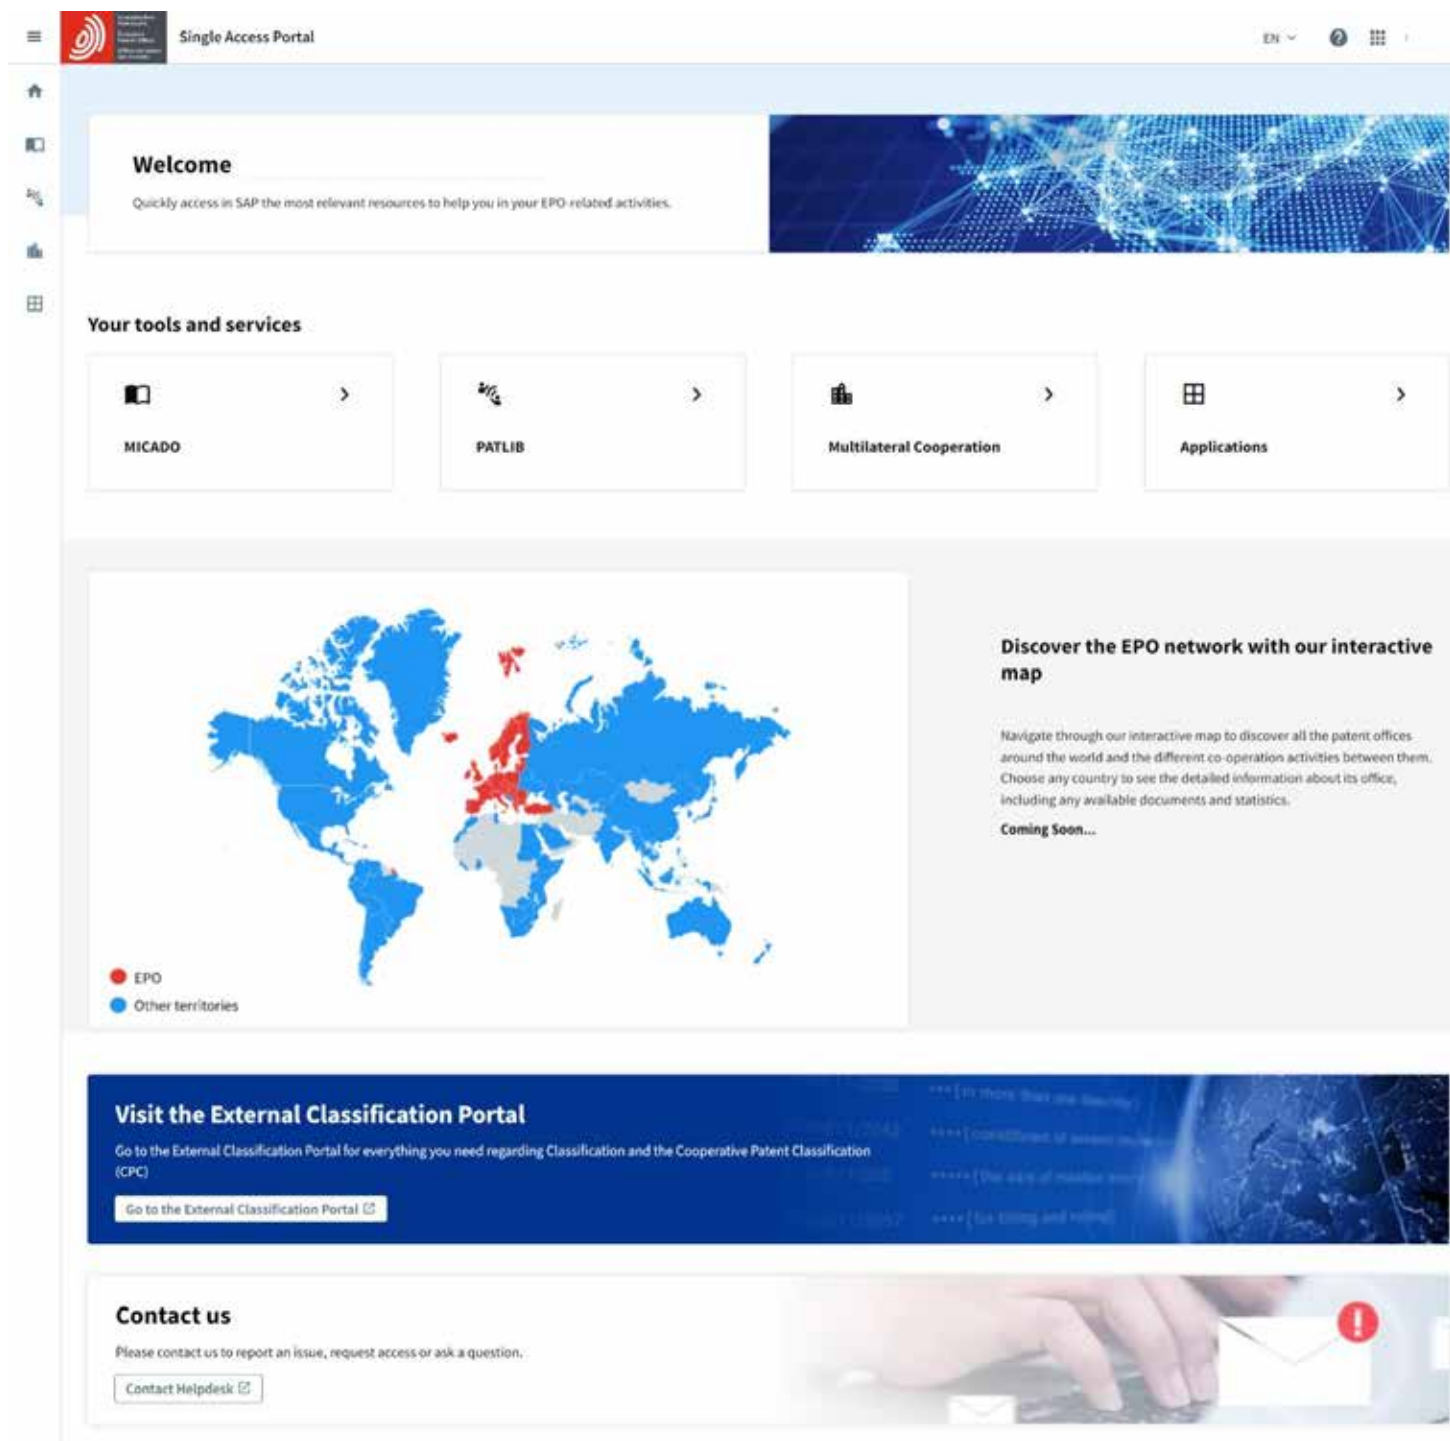 Single Access Portal
EN
Welcome
Quickly access in SAP the most relevant resources to help you in your EPO-related activities.
Your tools and services
MICADO
PATLIB
Multilateral Cooperation
Applications
Discover the EPO network with our interactive
map
Navigate through our interactive map to discover all the patent offices
around the world and the different co-operation activities between them.
Choose any country to see the detailed information about its office,
including any available documents and statistics.
Coming Soon...
EPO
Other territories
Visit the External Classification Portal
Go to the External Classification Portal for everything you need regarding Classification and the Cooperative Patent Classification
(CPC)
Go to the External Classification Portal
Contact us
Please contact us to report an issue, request access or ask a question.
Contact Helpdesk